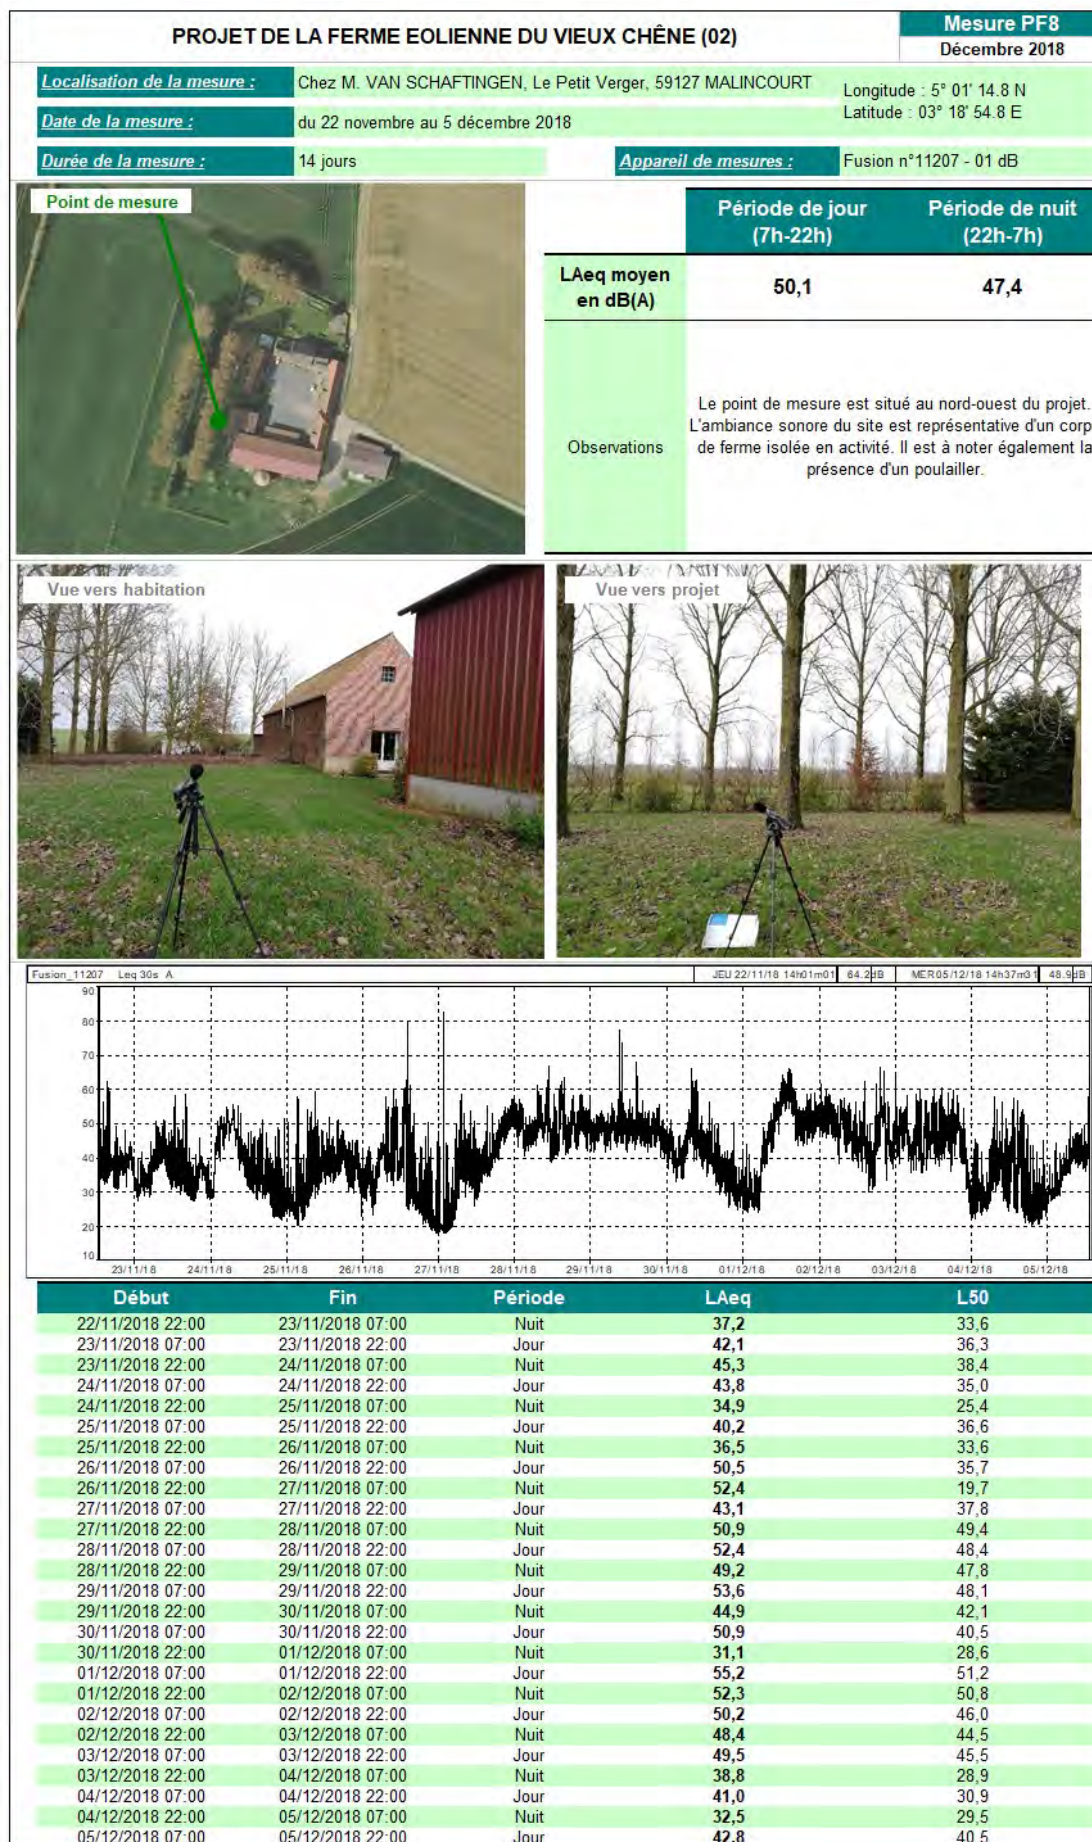 PROJET DE LA FERME EOLIENNE DU VIEUX CHÊNE (02)
Mesure PF8
Décembre 2018
Localisation de la mesure :
Chez M. VAN SCHAFTINGEN, Le Petit Verger, 59127 MALINCOURT
Longitude : 5° 01' 14.8 N
Latitude : 03° 18' 54.8 E
Date de la mesure :
du 22 novembre au 5 décembre 2018
Durée de la mesure :
14 jours
Appareil de mesures :
Fusion n°11207 - 01 dB
Point de mesure
Période de jour
(7h-22h)
Période de nuit
(22h-7h)
LAeq moyen
en dB(A)
50,1
47,4
Observations
Le point de mesure est situé au nord-ouest du projet.
L'ambiance sonore du site est représentative d'un corp
de ferme isolée en activité. Il est à noter également la
présence d'un poulailler.
Vue vers habitation
Vue vers projet
Fusion_11207 Leq 30s A
JEU 22/11/18 14h01m01 64.2dB MER 05/12/18 14h37m31 48.9dB
90
80
70
60
50
40
30
20
10
23/11/18 24/11/18 25/11/18 26/11/18 27/11/18 28/11/18 29/11/18 30/11/18 01/12/18 02/12/18 03/12/18 04/12/18 05/12/18
Début Fin Période LAeq L50
22/11/2018 22:00 23/11/2018 07:00 Nuit 37,2 33,6
23/11/2018 07:00 23/11/2018 22:00 Jour 42,1 36,3
23/11/2018 22:00 24/11/2018 07:00 Nuit 45,3 38,4
24/11/2018 07:00 24/11/2018 22:00 Jour 43,8 35,0
24/11/2018 22:00 25/11/2018 07:00 Nuit 34,9 25,4
25/11/2018 07:00 25/11/2018 22:00 Jour 40,2 36,6
25/11/2018 22:00 26/11/2018 07:00 Nuit 36,5 33,6
26/11/2018 07:00 26/11/2018 22:00 Jour 50,5 35,7
26/11/2018 22:00 27/11/2018 07:00 Nuit 52,4 19,7
27/11/2018 07:00 27/11/2018 22:00 Jour 43,1 37,8
27/11/2018 22:00 28/11/2018 07:00 Nuit 50,9 49,4
28/11/2018 07:00 28/11/2018 22:00 Jour 52,4 48,4
28/11/2018 22:00 29/11/2018 07:00 Nuit 49,2 47,8
29/11/2018 07:00 29/11/2018 22:00 Jour 53,6 48,1
29/11/2018 22:00 30/11/2018 07:00 Nuit 44,9 42,1
30/11/2018 07:00 30/11/2018 22:00 Jour 50,9 40,5
30/11/2018 22:00 01/12/2018 07:00 Nuit 31,1 28,6
01/12/2018 07:00 01/12/2018 22:00 Jour 55,2 51,2
01/12/2018 22:00 02/12/2018 07:00 Nuit 52,3 50,8
02/12/2018 07:00 02/12/2018 22:00 Jour 50,2 46,0
02/12/2018 22:00 03/12/2018 07:00 Nuit 48,4 44,5
03/12/2018 07:00 03/12/2018 22:00 Jour 49,5 45,5
03/12/2018 22:00 04/12/2018 07:00 Nuit 38,8 28,9
04/12/2018 07:00 04/12/2018 22:00 Jour 41,0 30,9
04/12/2018 22:00 05/12/2018 07:00 Nuit 32,5 29,5
05/12/2018 07:00 05/12/2018 22:00 Jour 42,8 40,5